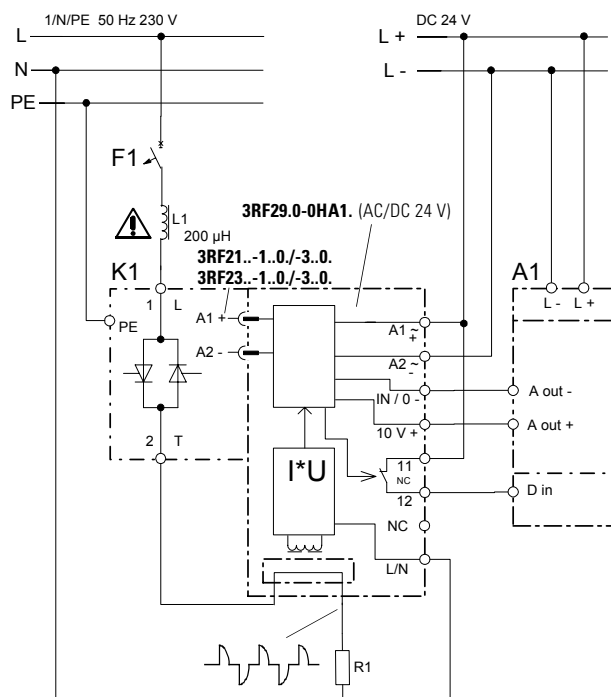 1/N/PE 50 Hz 230 V
DC 24 V
L
L +
N
L -
PE
F1
L1
200 µH
3RF29.0-0HA1. (AC/DC 24 V)
3RF21..-1..0./-3..0.
3RF23..-1..0./-3..0.
K1
A1
1 L
L - L +
PE
A1 +
A1 ~
+
A2 -
A2 ~
-
IN / 0 -
A out -
10 V +
A out +
2 T
I*U
11
NC
12
D in
NC
L/N
R1